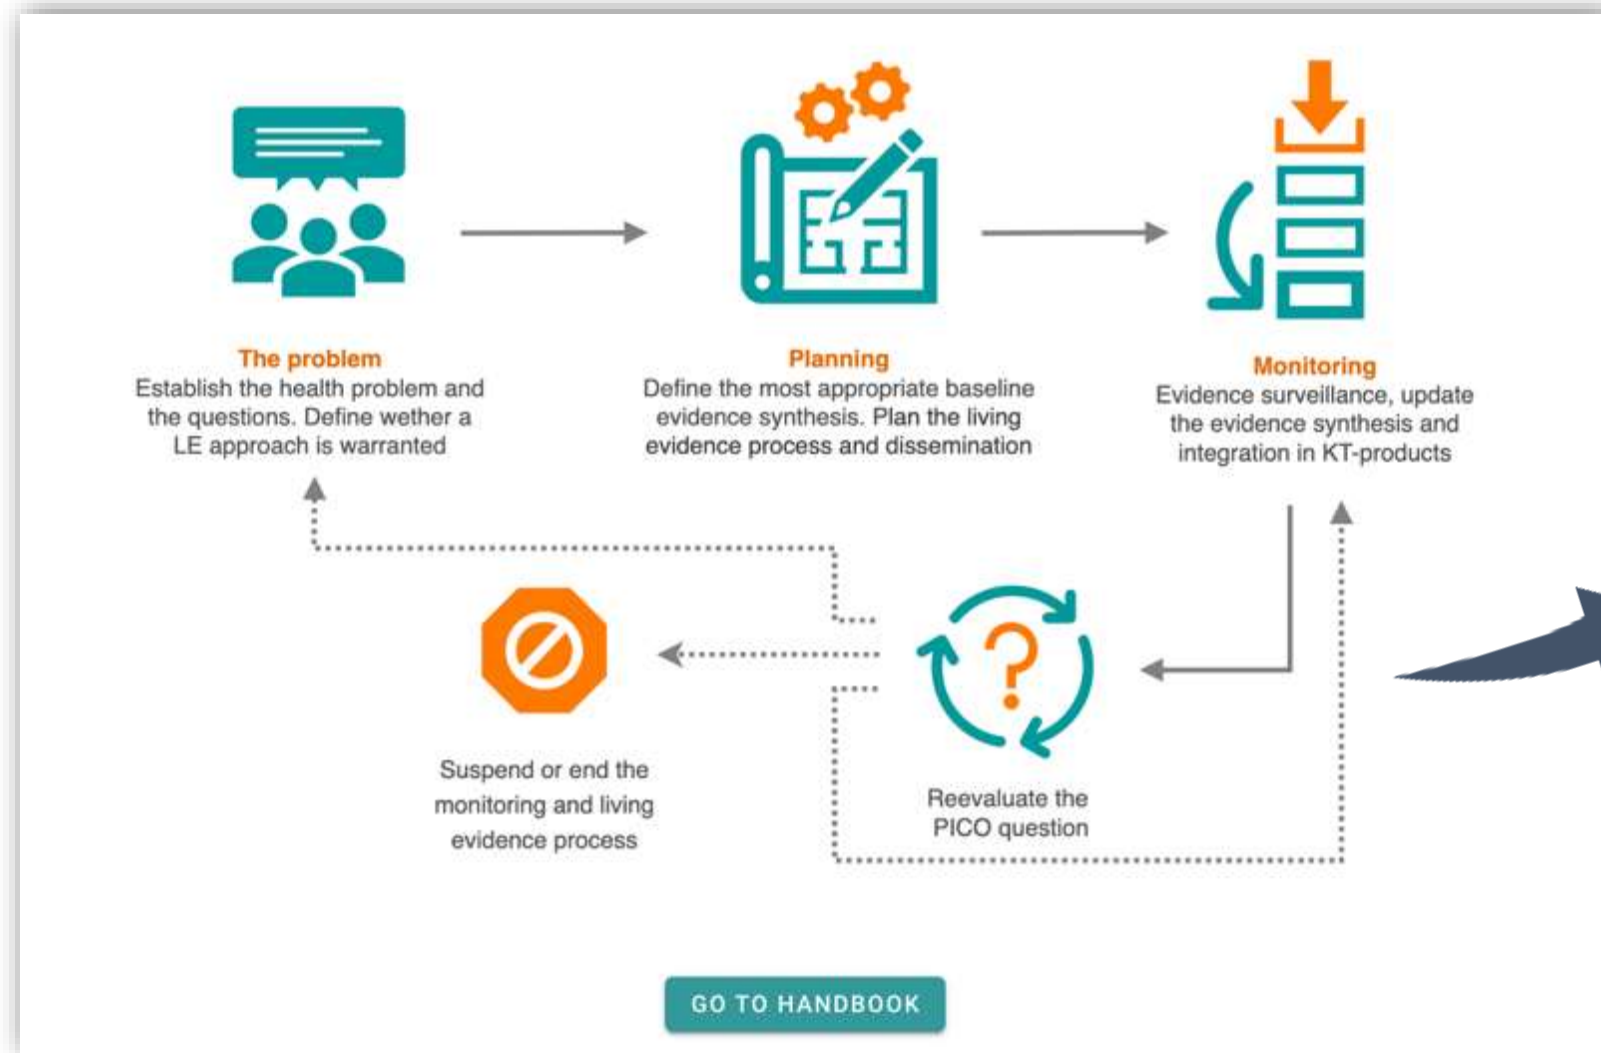 The problem
Establish the health problem and
the questions. Define wether a
LE approach is warranted
Planning
Define the most appropriate baseline
evidence synthesis. Plan the living
evidence process and dissemination
Monitoring
Evidence surveillance, update
the evidence synthesis and
integration in KT-products
Suspend or end the
monitoring and living
evidence process
?
Reevaluate the
PICO question
GO TO HANDBOOK